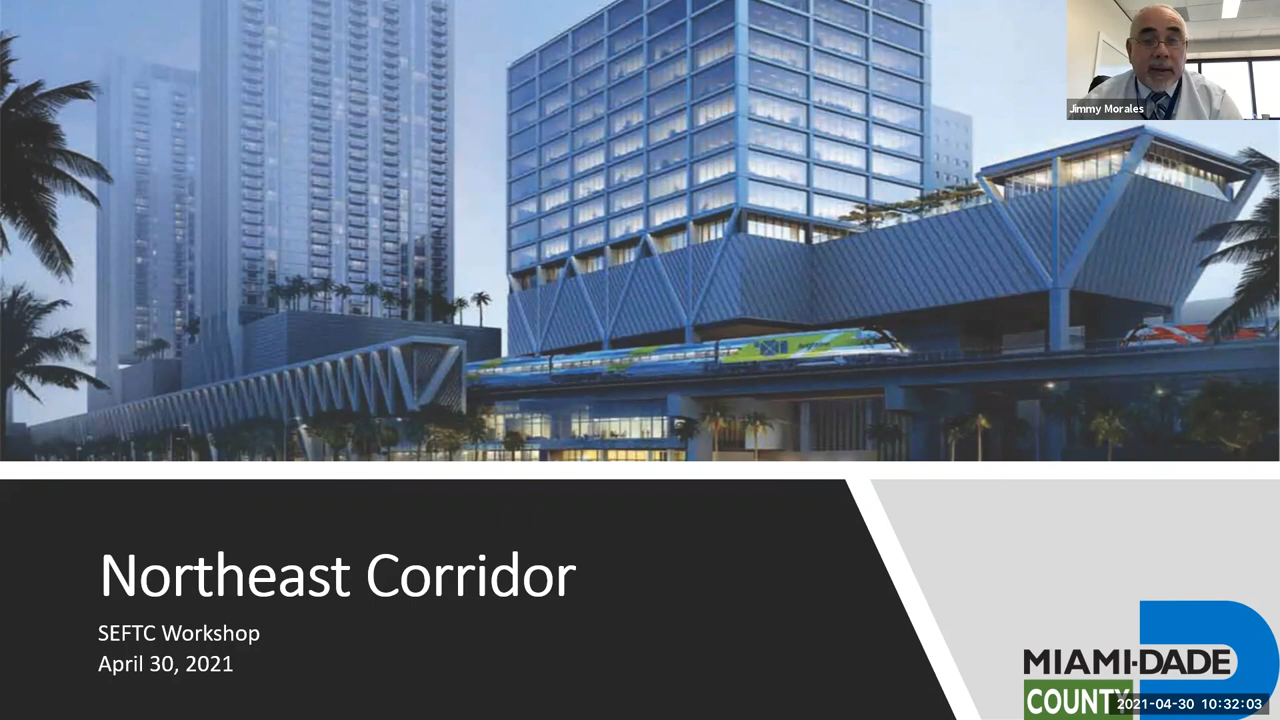 Jimmy Morales
Northeast Corridor
SEFTC Workshop
April 30, 2021
MIAMI-DADE
COUNTY
2021-04-30 10:32:03